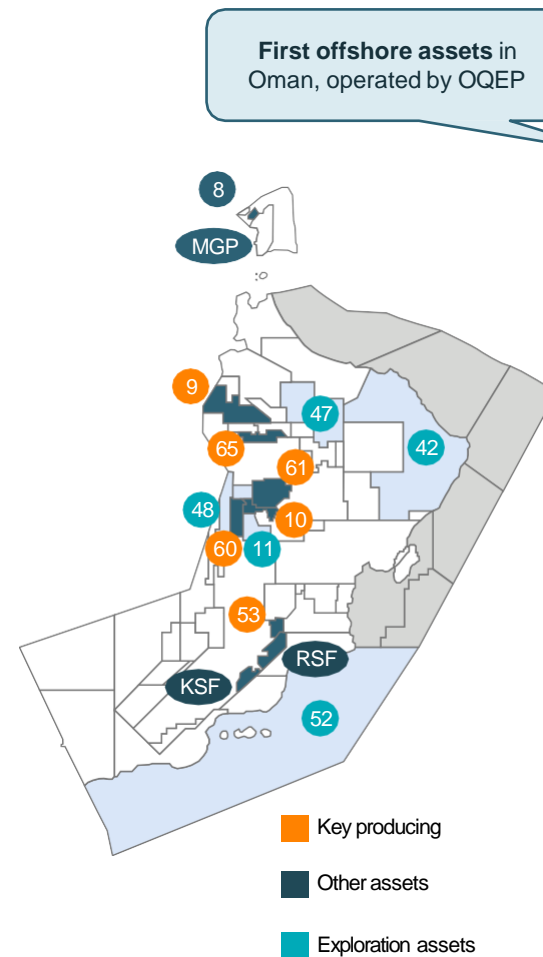 First offshore assets in
Oman, operated by OQEP
8
MGP
9
47
42
65
61
48
10
60
11
53
RSF
KSF
52
Key producing
Other assets
Exploration assets